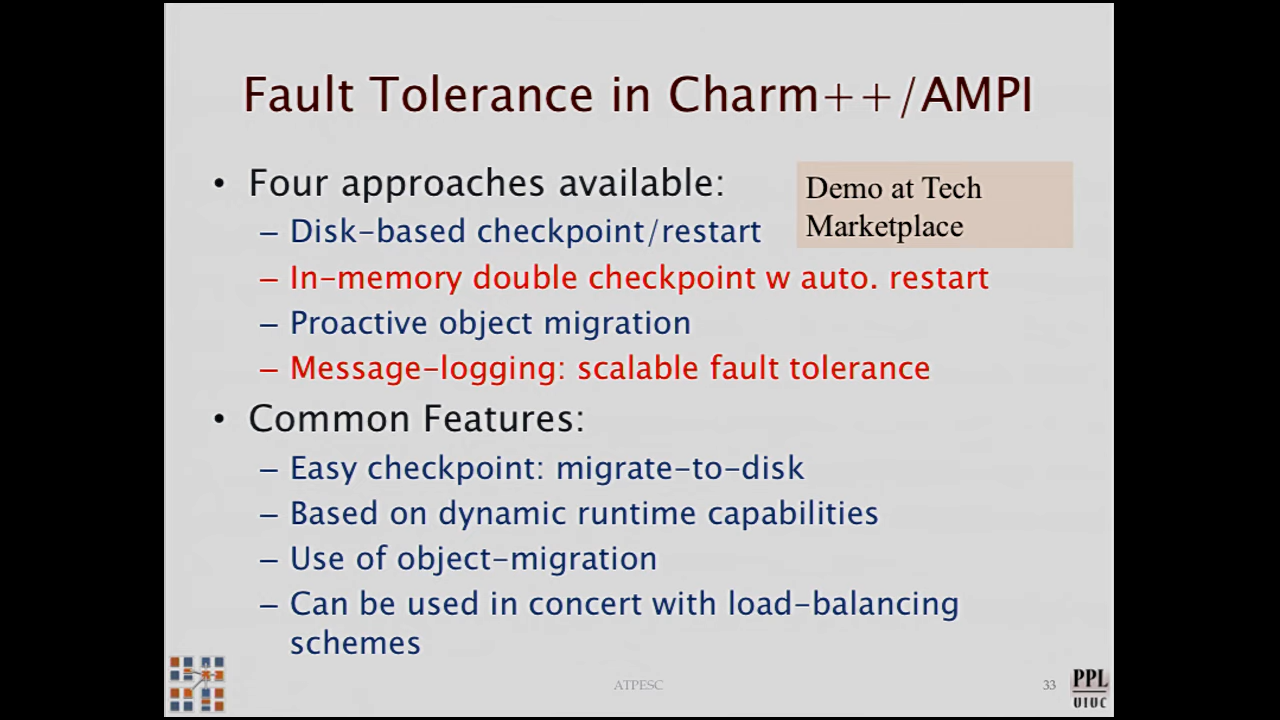 Fault Tolerance in Charm++/AMPI
• Four approaches available:
– Disk-based checkpoint/restart
– In-memory double checkpoint w auto. restart
– Proactive object migration
– Message-logging: scalable fault tolerance
Demo at Tech
Marketplace
• Common Features:
– Easy checkpoint: migrate-to-disk
– Based on dynamic runtime capabilities
– Use of object-migration
– Can be used in concert with load-balancing
schemes
ATPESC
33
PPL
UIUC